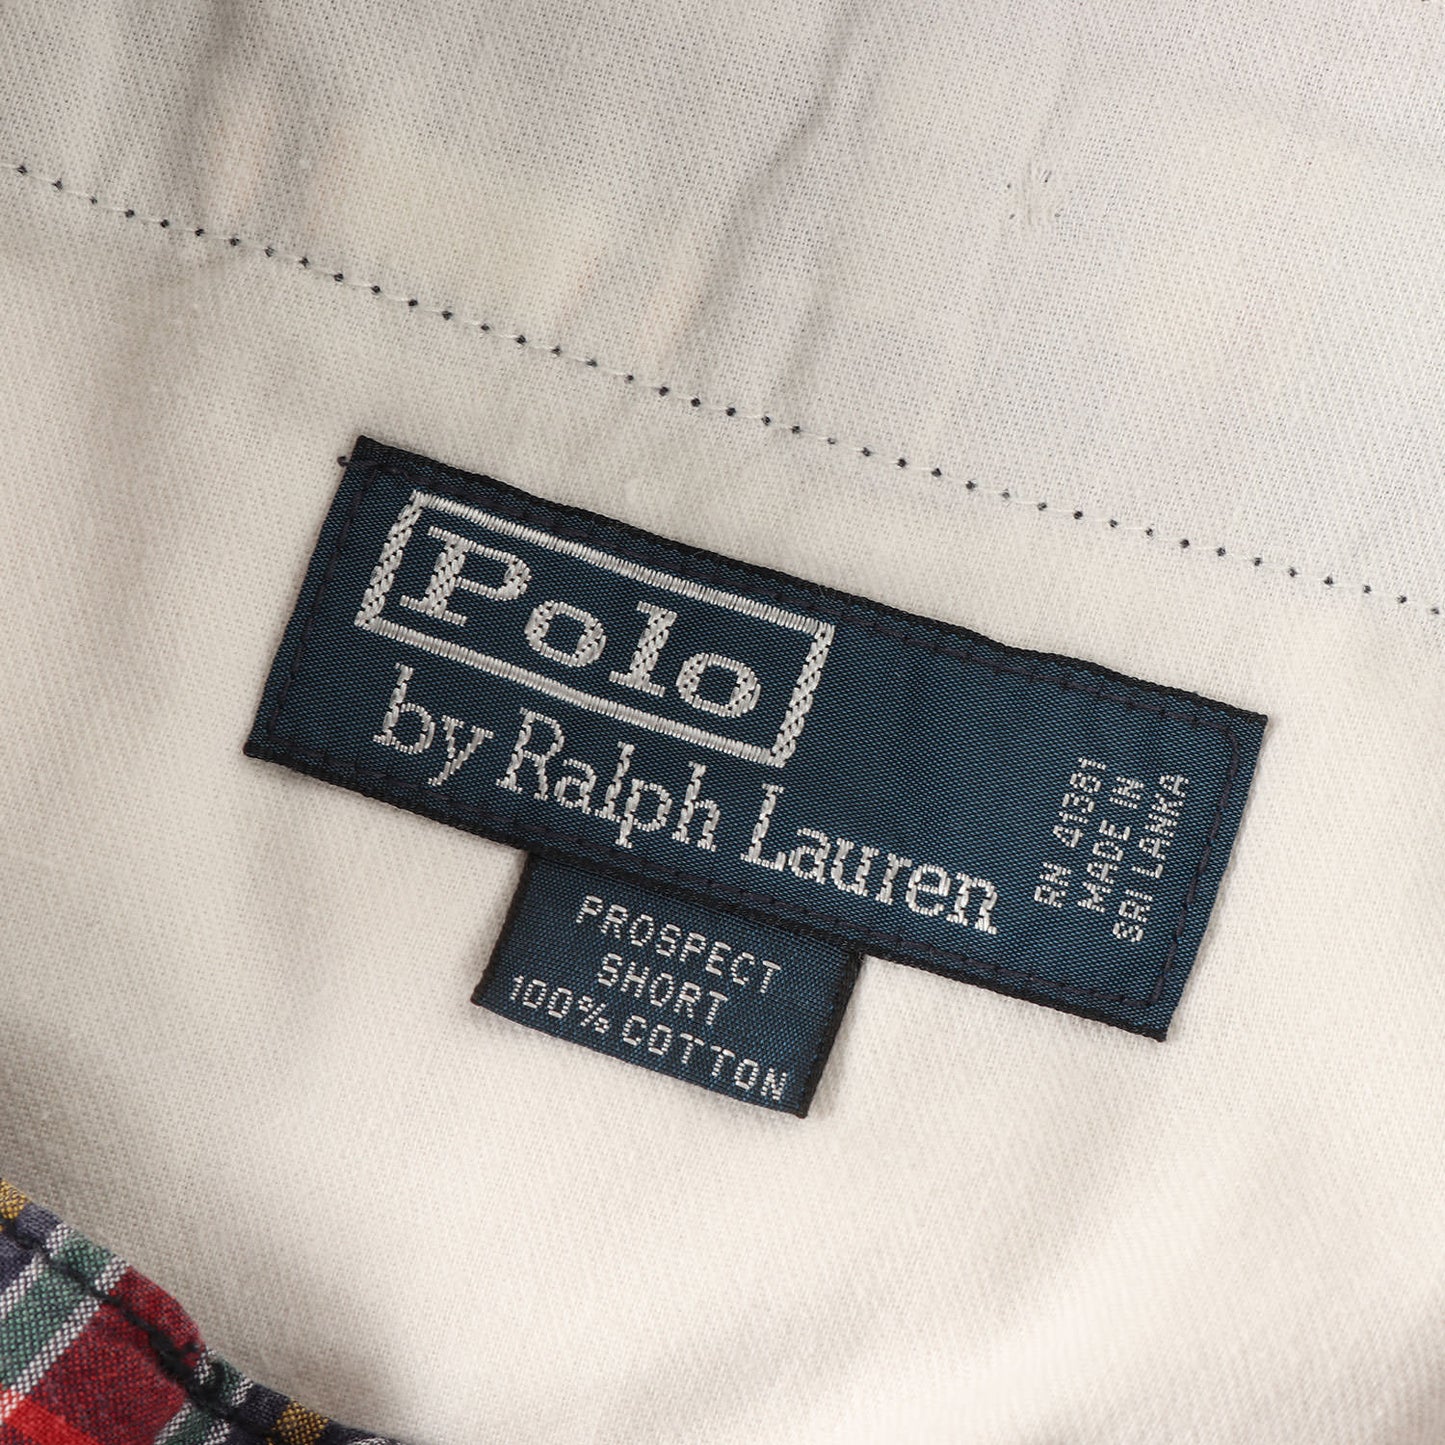 Polo
by Ralph Lauren
RN 41381
MADE IN
SRI LANKA
PROSPECT
SHORT
100% COTTON